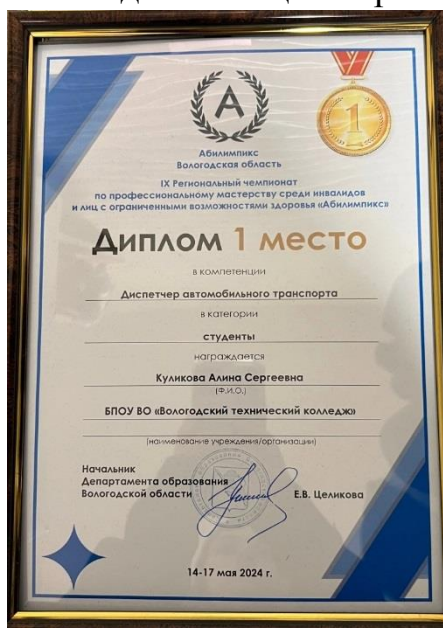 А
1
Абилимпикс
Вологодская область
IX Региональный чемпионат
по профессиональному мастерству среди инвалидов
и лиц с ограниченными возможностями здоровья «Абилимпикс»
Диплом 1 место
в компетенции
Диспетчер автомобильного транспорта
в категории
студенты
награждается
Куликова Алина Сергеевна
(Ф.И.О.)
БПОУ ВО «Вологодский технический колледж»
(наименование учреждения/организации)
Начальник
Департамента образования
Вологодской области
Е.В. Целикова
14-17 мая 2024 г.